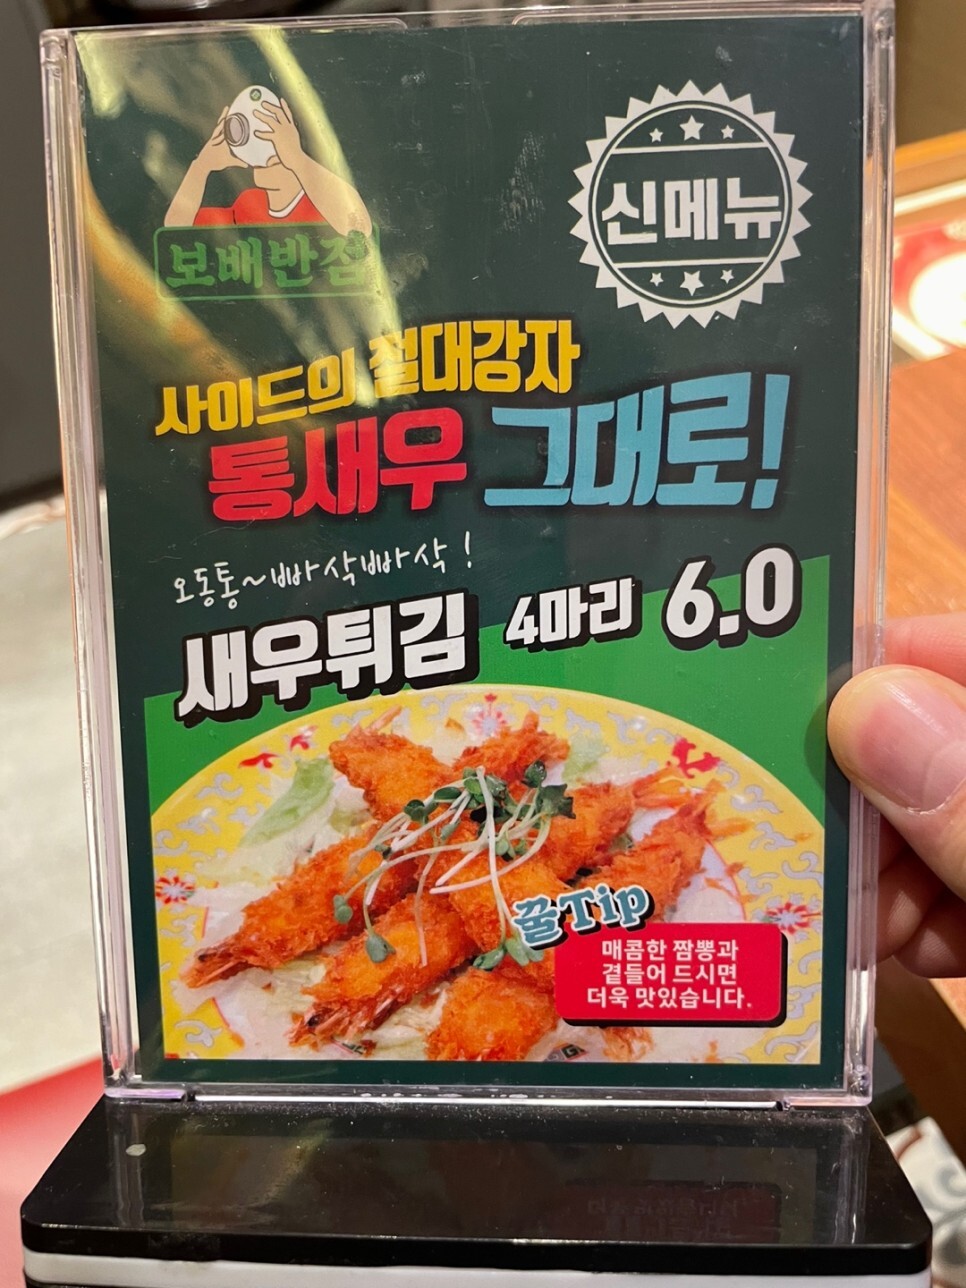 보배반점
신메뉴
사이드의 절대강자
통새우 그대로!
오동통~빠삭빠삭!
새우튀김 4마리 6.0
꿀Tip
매콤한 짬뽕과
곁들어 드시면
더욱 맛있습니다.